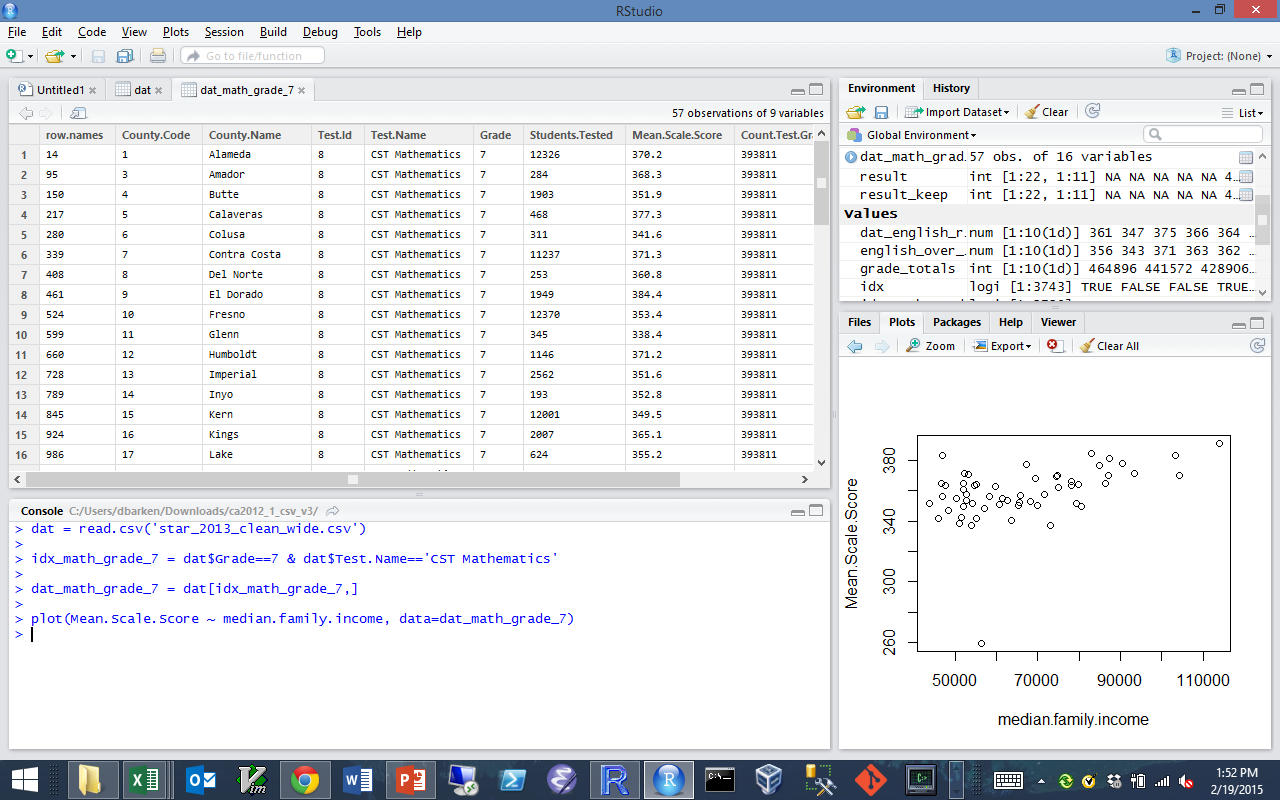 RStudio
File Edit Code View Plots Session Build Debug Tools Help
Go to file/function
Project: (None)
Untitled1 dat dat_math_grade_7
57 observations of 9 variables
row.names County.Code County.Name Test.Id Test.Name Grade Students.Tested Mean.Scale.Score Count.Test.Gr
1 14 1 Alameda 8 CST Mathematics 7 12326 370.2 393811
2 95 3 Amador 8 CST Mathematics 7 284 368.3 393811
3 150 4 Butte 8 CST Mathematics 7 1903 351.9 393811
4 217 5 Calaveras 8 CST Mathematics 7 468 377.3 393811
5 280 6 Colusa 8 CST Mathematics 7 311 341.6 393811
6 339 7 Contra Costa 8 CST Mathematics 7 11237 371.3 393811
7 408 8 Del Norte 8 CST Mathematics 7 253 360.8 393811
8 461 9 El Dorado 8 CST Mathematics 7 1949 384.4 393811
9 524 10 Fresno 8 CST Mathematics 7 12370 353.4 393811
10 599 11 Glenn 8 CST Mathematics 7 345 338.4 393811
11 660 12 Humboldt 8 CST Mathematics 7 1146 371.2 393811
12 728 13 Imperial 8 CST Mathematics 7 2562 351.6 393811
13 789 14 Inyo 8 CST Mathematics 7 193 352.8 393811
14 845 15 Kern 8 CST Mathematics 7 12001 349.5 393811
15 924 16 Kings 8 CST Mathematics 7 2007 365.1 393811
16 986 17 Lake 8 CST Mathematics 7 624 355.2 393811
Console C:/Users/dbarken/Downloads/ca2012_1_csv_v3/
> dat = read.csv('star_2013_clean_wide.csv')
>
> idx_math_grade_7 = dat$Grade==7 & dat$Test.Name=='CST Mathematics'
>
> dat_math_grade_7 = dat[idx_math_grade_7,]
>
> plot(Mean.Scale.Score ~ median.family.income, data=dat_math_grade_7)
>
Environment History
Import Dataset Clear List
Global Environment
dat_math_grad… 57 obs. of 16 variables
result int [1:22, 1:11] NA NA NA NA NA 4…
result_keep int [1:22, 1:11] NA NA NA NA NA 4…
Values
dat_english_r… num [1:10(1d)] 361 347 375 366 364 …
english_over_… num [1:10(1d)] 356 343 371 363 362 …
grade_totals int [1:10(1d)] 464896 441572 428906…
idx logi [1:3743] TRUE FALSE FALSE TRUE…
Files Plots Packages Help Viewer
Zoom Export Clear All
Mean.Scale.Score
380
340
300
260
50000 70000 90000 110000
median.family.income
1:52 PM
2/19/2015